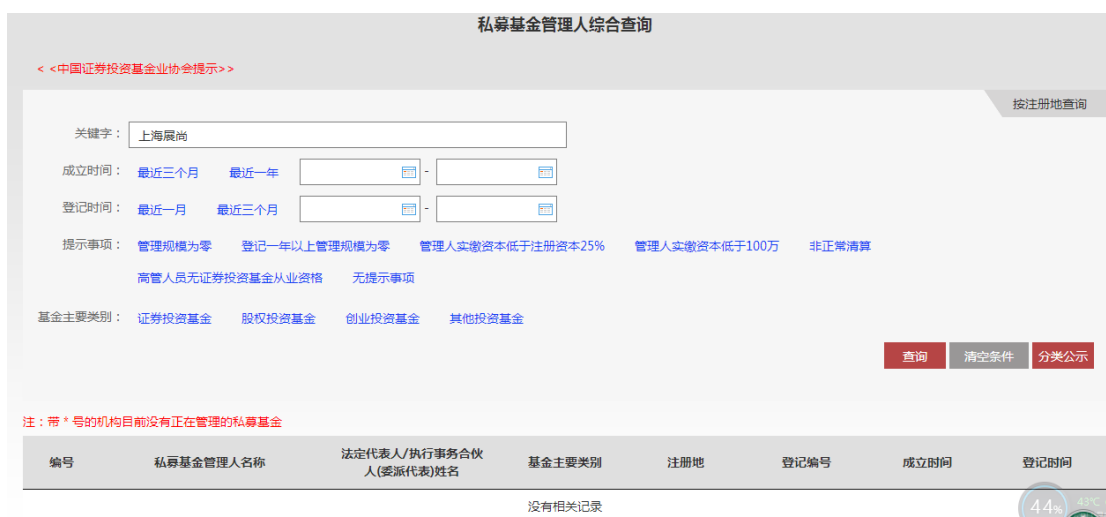 私募基金管理人综合查询
< <中国证券投资基金业协会提示> >
按注册地查询
关键字： 上海展尚
成立时间： 最近三个月 最近一年 -
登记时间： 最近一月 最近三个月 -
提示事项： 管理规模为零 登记一年以上管理规模为零 管理人实缴资本低于注册资本25% 管理人实缴资本低于100万 非正常清算
高管人员无证券投资基金从业资格 无提示事项
基金主要类别： 证券投资基金 股权投资基金 创业投资基金 其他投资基金
查询 清空条件 分类公示
注：带 * 号的机构目前没有正在管理的私募基金
编号 私募基金管理人名称 法定代表人/执行事务合伙人(委派代表)姓名 基金主要类别 注册地 登记编号 成立时间 登记时间
没有相关记录
44% 43℃